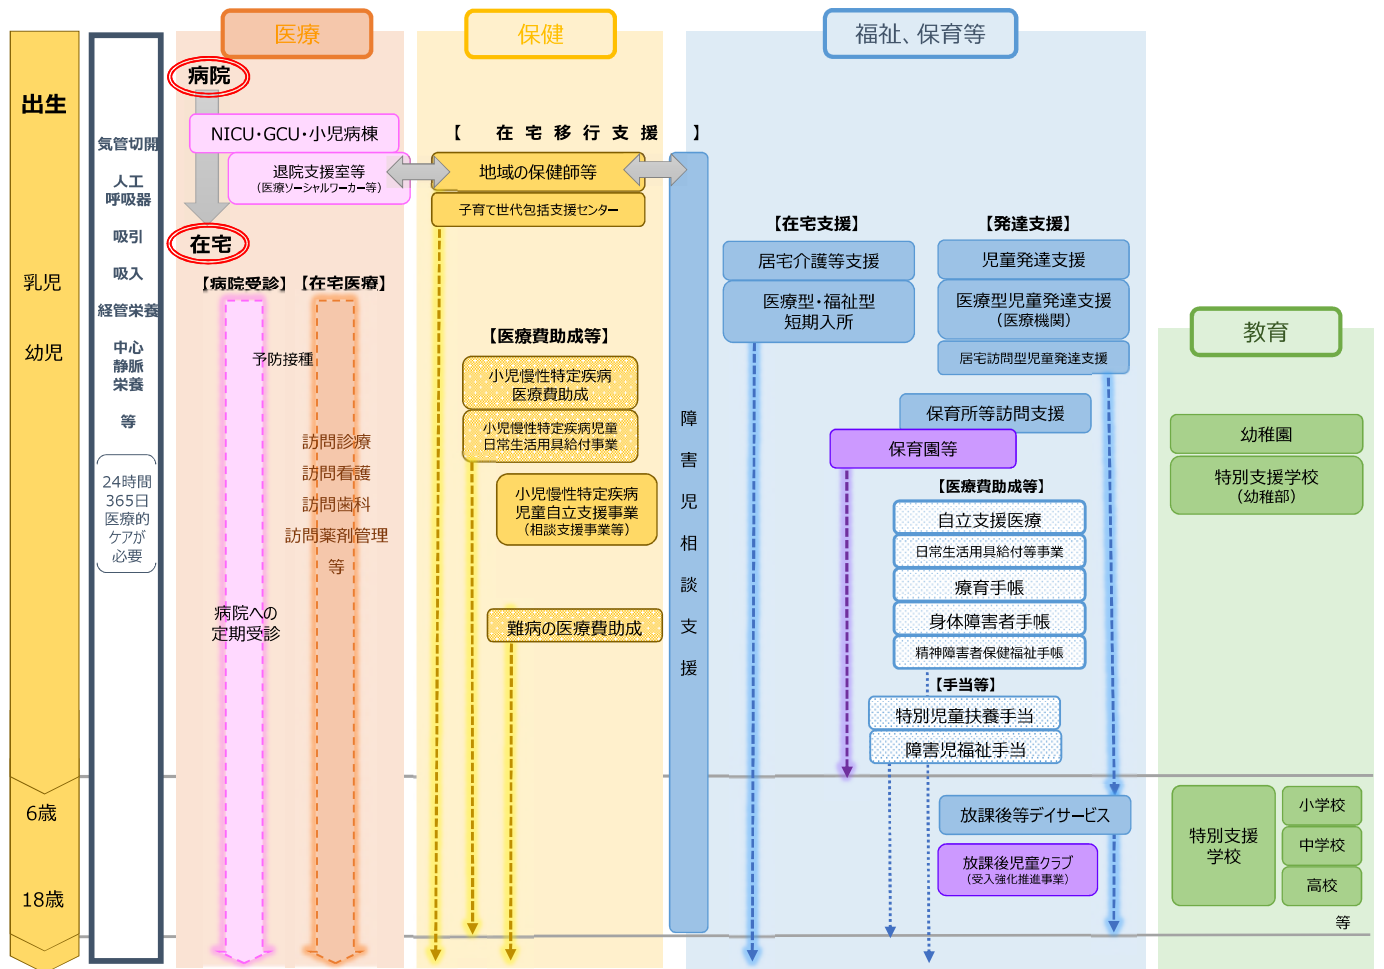 出生
乳児
幼児
6歳
18歳
気管切開
人工
呼吸器
吸引
吸入
経管栄養
中心
静脈
栄養
等
24時間
365日
医療的
ケアが
必要
医療
病院
NICU・GCU・小児病棟
退院支援室等
(医療ソーシャルワーカー等)
在宅
【病院受診】
【在宅医療】
予防接種
訪問診療
訪問看護
訪問歯科
訪問薬剤管理
等
病院への
定期受診
保健
【 在宅移行支援 】
地域の保健師等
子育て世代包括支援センター
【医療費助成等】
小児慢性特定疾病
医療費助成
小児慢性特定疾病児童
日常生活用具給付事業
小児慢性特定疾病
児童自立支援事業
(相談支援事業等)
難病の医療費助成
障害児相談支援
福祉、保育等
【在宅支援】
居宅介護等支援
医療型・福祉型
短期入所
【発達支援】
児童発達支援
医療型児童発達支援
(医療機関)
居宅訪問型児童発達支援
保育所等訪問支援
保育園等
【医療費助成等】
自立支援医療
日常生活用具給付等事業
療育手帳
身体障害者手帳
精神障害者保健福祉手帳
【手当等】
特別児童扶養手当
障害児福祉手当
放課後等デイサービス
放課後児童クラブ
(受入強化推進事業)
教育
幼稚園
特別支援学校
(幼稚部)
特別支援
学校
小学校
中学校
高校
等